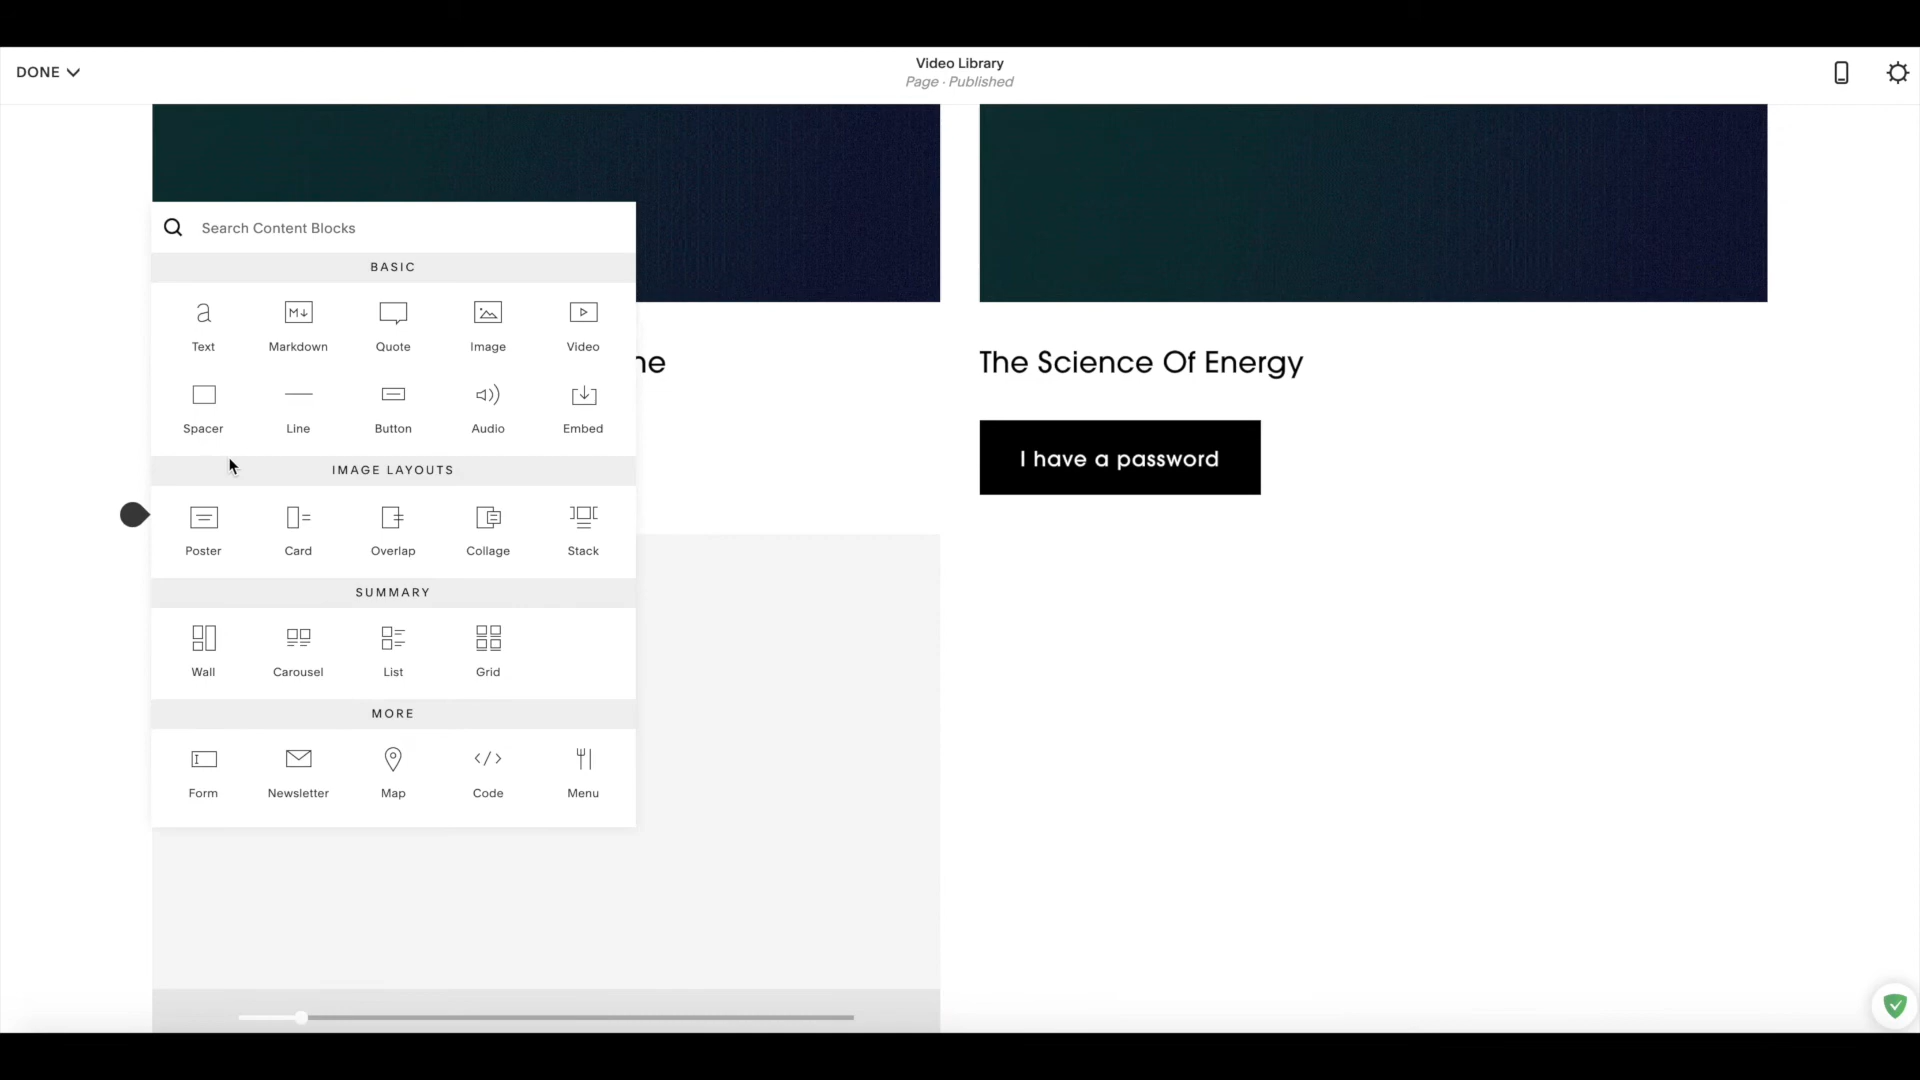 DONE
Video Library
Page · Published
Search Content Blocks
BASIC
Text Markdown Quote Image Video
Spacer Line Button Audio Embed
IMAGE LAYOUTS
Poster Card Overlap Collage Stack
SUMMARY
Wall Carousel List Grid
MORE
Form Newsletter Map Code Menu
The Science Of Energy
I have a password